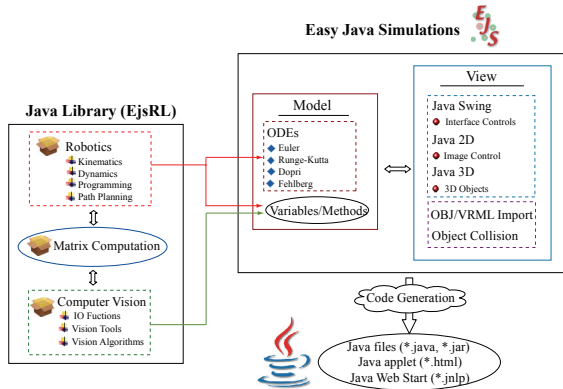 Easy Java Simulations
EJS
Java Library (EjsRL)
Robotics
Kinematics
Dynamics
Programming
Path Planning
Matrix Computation
Computer Vision
IO Fuctions
Vision Tools
Vision Algorithms
Model
ODEs
Euler
Runge-Kutta
Dopri
Fehlberg
Variables/Methods
View
Java Swing
Interface Controls
Java 2D
Image Control
Java 3D
3D Objects
OBJ/VRML Import
Object Collision
Code Generation
Java files (*.java, *.jar)
Java applet (*.html)
Java Web Start (*.jnlp)